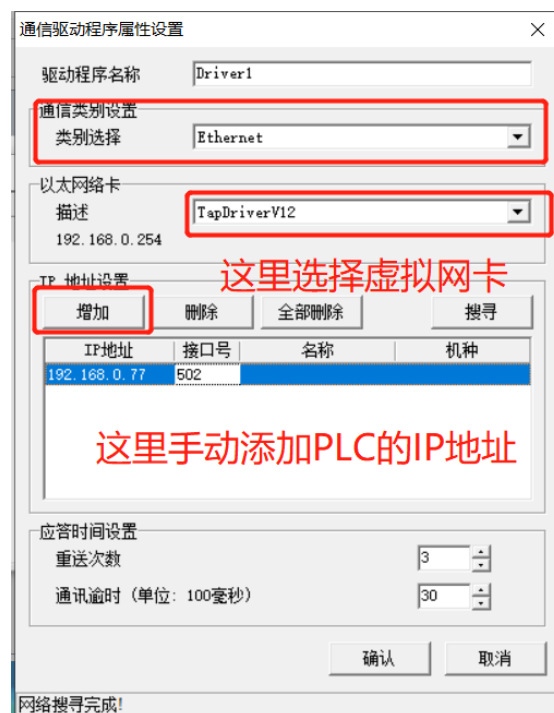 通信驱动程序属性设置
驱动程序名称 Driver1
通信类别设置
类别选择 Ethernet
以太网络卡
描述 TapDriverV12
192.168.0.254
这里选择虚拟网卡
IP 地址设置
增加 删除 全部删除 搜寻
IP地址 接口号 名称 机种
192.168.0.77 502
这里手动添加PLC的IP地址
应答时间设置
重送次数 3
通讯逾时（单位：100毫秒） 30
确认 取消
网络搜寻完成!